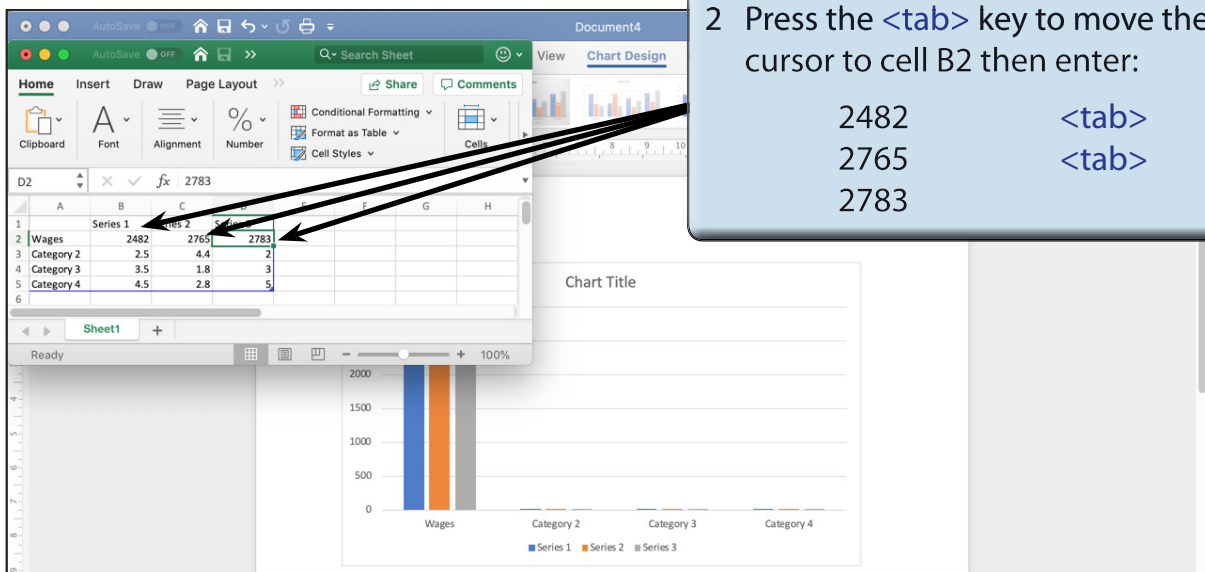 AutoSave OFF Document4
AutoSave OFF Search Sheet View Chart Design
Home Insert Draw Page Layout Share Comments
Clipboard Font Alignment Number Conditional Formatting Cells
Format as Table
Cell Styles
8 9 10
D2 fx 2783
A B C E F G H
1 Series 1
2 Wages 2482 2765 2783
3 Category 2 2.5 4.4 2
4 Category 3 3.5 1.8 3
5 Category 4 4.5 2.8 5
6
Sheet1 +
Ready 100%
2 Press the <tab> key to move the
cursor to cell B2 then enter:
2482 <tab>
2765 <tab>
2783
Chart Title
2000
1500
1000
500
0
Wages Category 2 Category 3 Category 4
Series 1 Series 2 Series 3